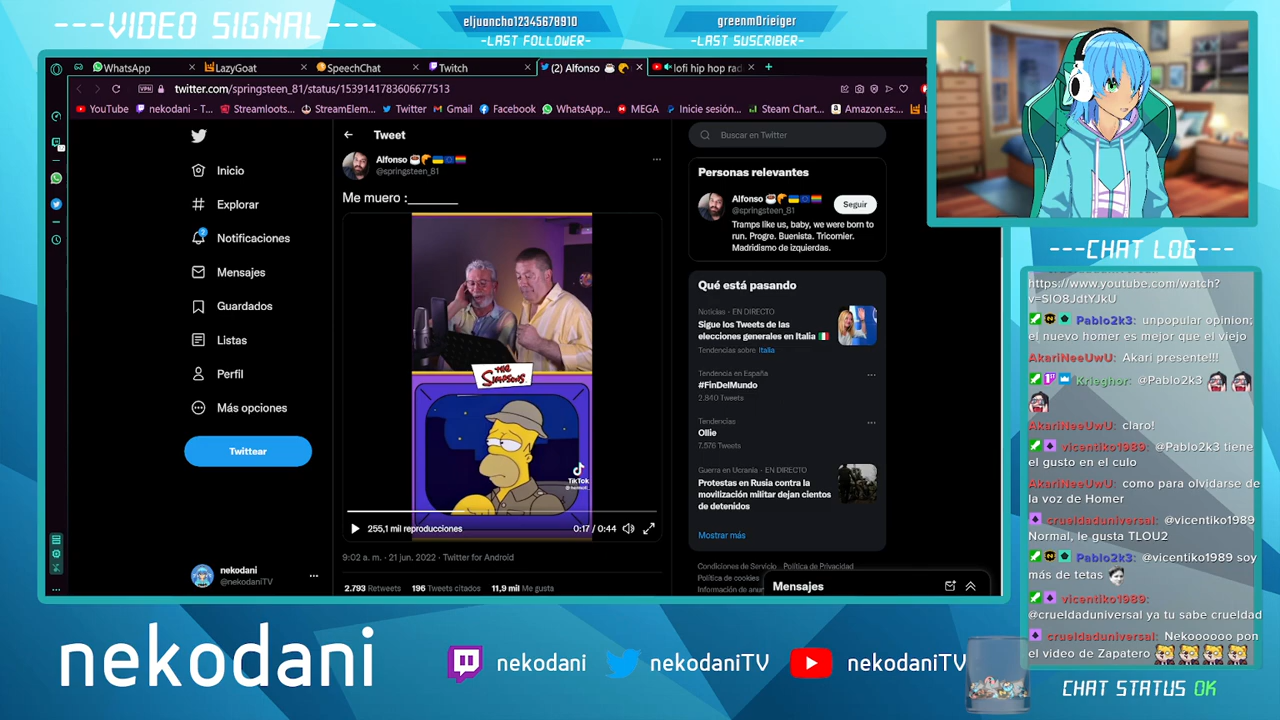 ---VIDEO SIGNAL---
eljuancho12345678910
-LAST FOLLOWER-
greenm0rieiger
-LAST SUSCRIBER-
WhatsApp
LazyGoat
SpeechChat
Twitch
(2) Alfonso
lofi hip hop rad
VPN
twitter.com/springsteen_81/status/1539141783606677513
YouTube
nekodani - T...
Streamloots...
StreamElem...
Twitter
Gmail
Facebook
WhatsApp...
MEGA
Inicie sesión...
Steam Chart...
Amazon.es:...
Inicio
Explorar
2
Notificaciones
Mensajes
Guardados
Listas
Perfil
Más opciones
Twittear
nekodani
@nekodaniTV
Tweet
Alfonso
@springsteen_81
Me muero :________
THE
SIMPSONS
TikTok
255,1 mil reproducciones
0:17 / 0:44
9:02 a. m. · 21 jun. 2022 · Twitter for Android
2.793 Retweets 196 Tweets citados 11,9 mil Me gusta
Buscar en Twitter
Personas relevantes
Alfonso
@springsteen_81
Seguir
Tramps like us, baby, we were born to
run. Progre. Buenista. Tricornier.
Madridismo de izquierdas.
Qué está pasando
Noticias · EN DIRECTO
Sigue los Tweets de las
elecciones generales en Italia
Tendencias sobre Italia
Tendencia en España
#FinDelMundo
2.840 Tweets
Tendencias
Ollie
7.576 Tweets
Guerra en Ucrania · EN DIRECTO
Protestas en Rusia contra la
movilización militar dejan cientos
de detenidos
Mostrar más
Condiciones de Servicio Política de Privacidad
Política de cookies
Información de anu
Mensajes
---CHAT LOG---
https://www.youtube.com/watch?
v=SlO8JdtYJkU
Pablo2k3: unpopular opinion;
el nuevo homer es mejor que el viejo
AkariNeeUwU: Akari presente!!!
Krieghor: @Pablo2k3
AkariNeeUwU: claro!
vicentiko1989: @Pablo2k3 tiene
el gusto en el culo
AkariNeeUwU: como para olvidarse de
la voz de Homer
crueldaduniversal: @vicentiko1989
Normal, le gusta TLOU2
Pablo2k3: @vicentiko1989 soy
más de tetas
vicentiko1989:
@crueldaduniversal ya tu sabe crueldad
crueldaduniversal: Nekooooooo pon
el video de Zapatero
CHAT STATUS OK
nekodani
nekodani
nekodaniTV
nekodaniTV